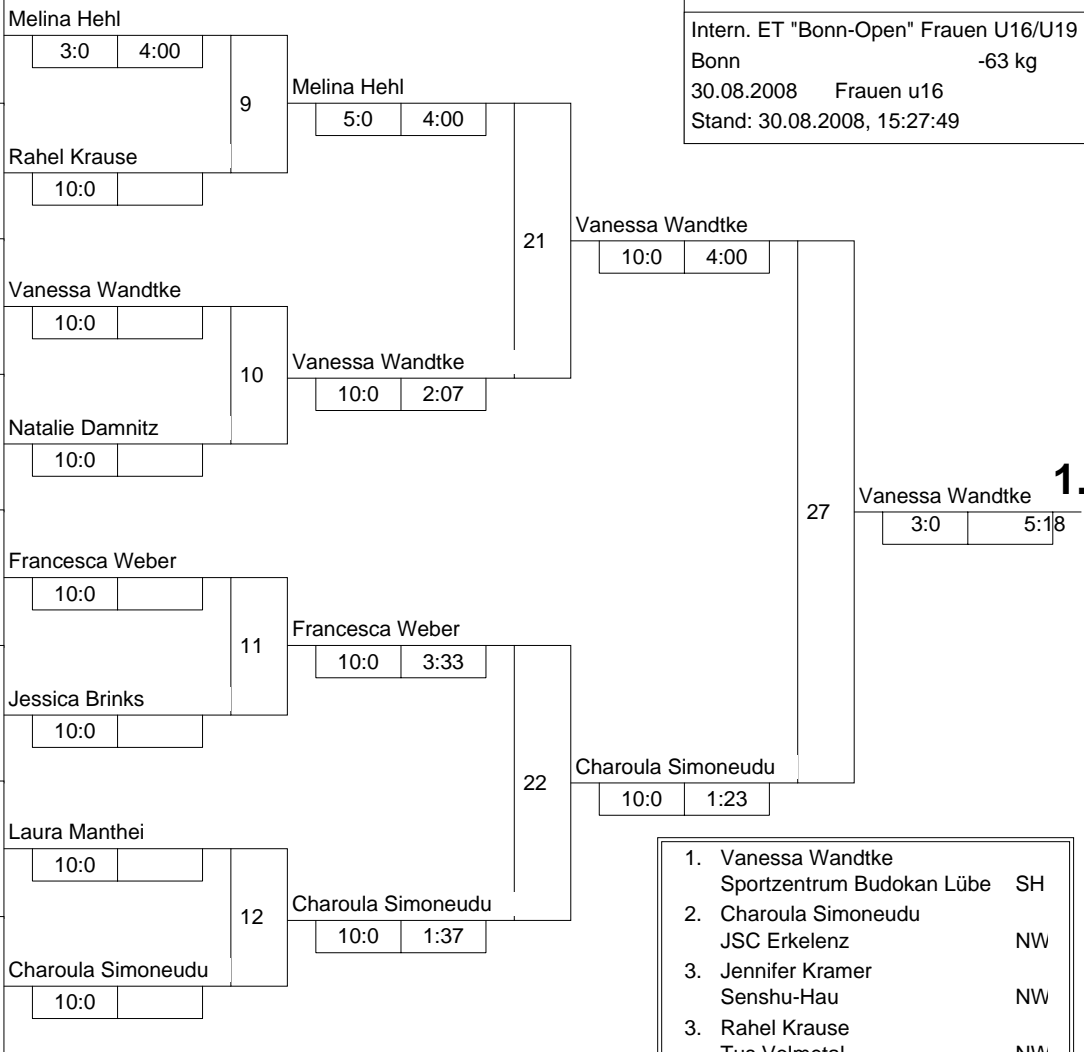 Melina Hehl
3:0 4:00
9
Rahel Krause
10:0
Vanessa Wandtke
10:0
10
Natalie Damnitz
10:0
Francesca Weber
10:0
11
Jessica Brinks
10:0
Laura Manthei
10:0
12
Charoula Simoneudu
10:0
Melina Hehl
5:0 4:00
21
Vanessa Wandtke
10:0 2:07
Francesca Weber
10:0 3:33
22
Charoula Simoneudu
10:0 1:37
Vanessa Wandtke
10:0 4:00
27
Charoula Simoneudu
10:0 1:23
Vanessa Wandtke 1.
3:0 5:18
Intern. ET "Bonn-Open" Frauen U16/U19
Bonn -63 kg
30.08.2008 Frauen u16
Stand: 30.08.2008, 15:27:49
1. Vanessa Wandtke
Sportzentrum Budokan Lübe SH
2. Charoula Simoneudu
JSC Erkelenz NW
3. Jennifer Kramer
Senshu-Hau NW
3. Rahel Krause